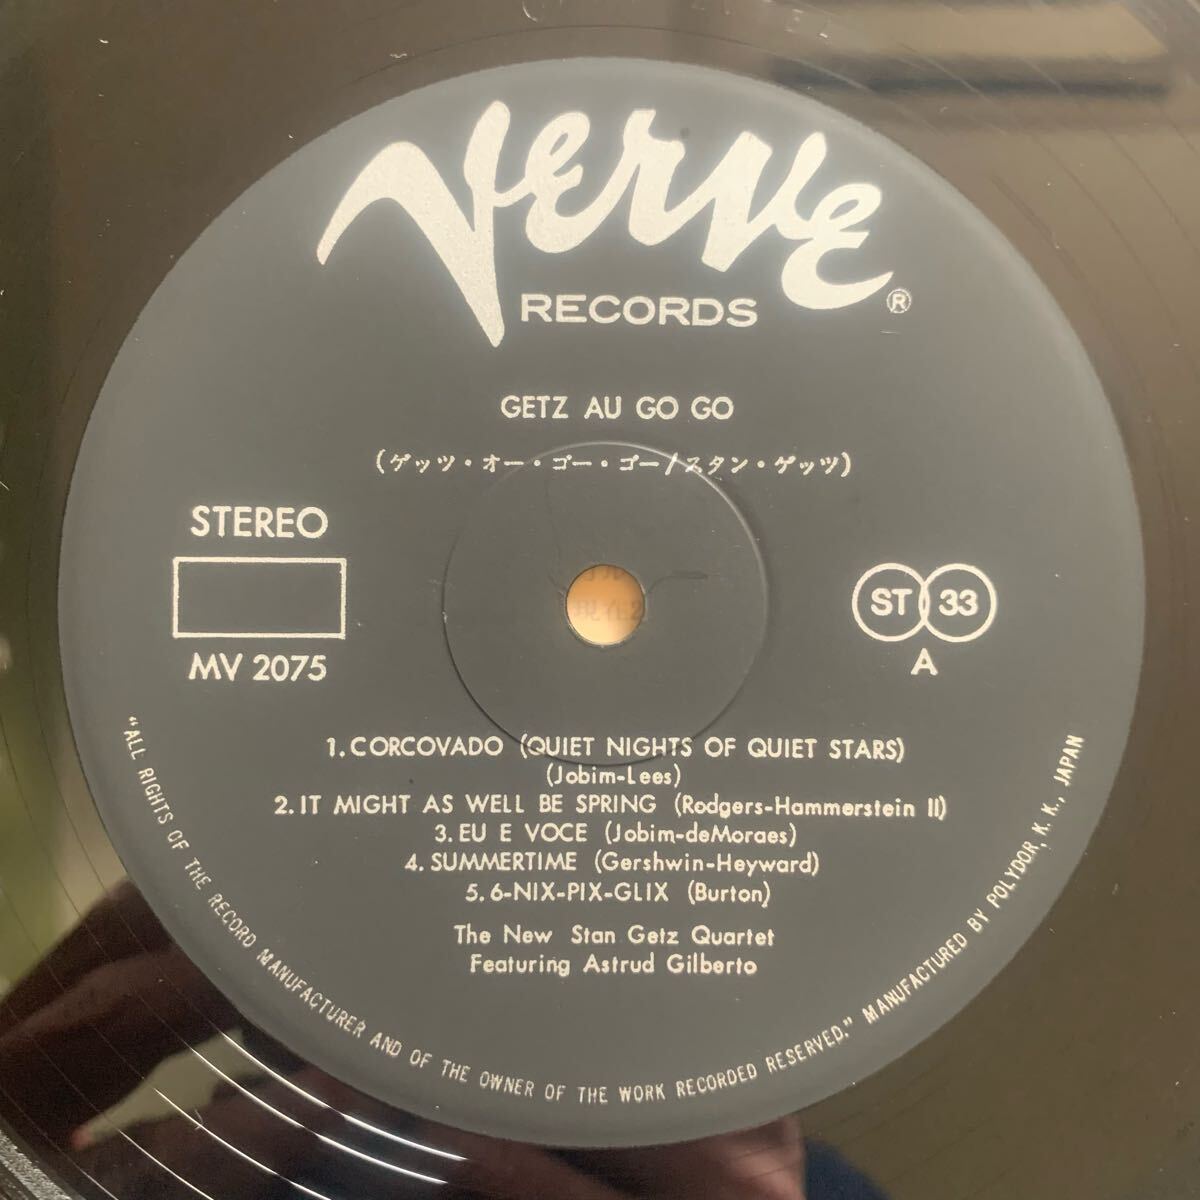 Verve
RECORDS ®
GETZ AU GO GO
(ゲッツ・オー・ゴー・ゴー/スタン・ゲッツ)
STEREO
MV 2075
ST 33
A
1. CORCOVADO (QUIET NIGHTS OF QUIET STARS)
(Jobim-Lees)
2. IT MIGHT AS WELL BE SPRING (Rodgers-Hammerstein II)
3. EU E VOCE (Jobim-deMoraes)
4. SUMMERTIME (Gershwin-Heyward)
5. 6-NIX-PIX-GLIX (Burton)
The New Stan Getz Quartet
Featuring Astrud Gilberto
"ALL RIGHTS OF THE RECORD MANUFACTURER AND OF THE OWNER OF THE WORK RECORDED RESERVED." MANUFACTURED BY POLYDOR, K. K., JAPAN